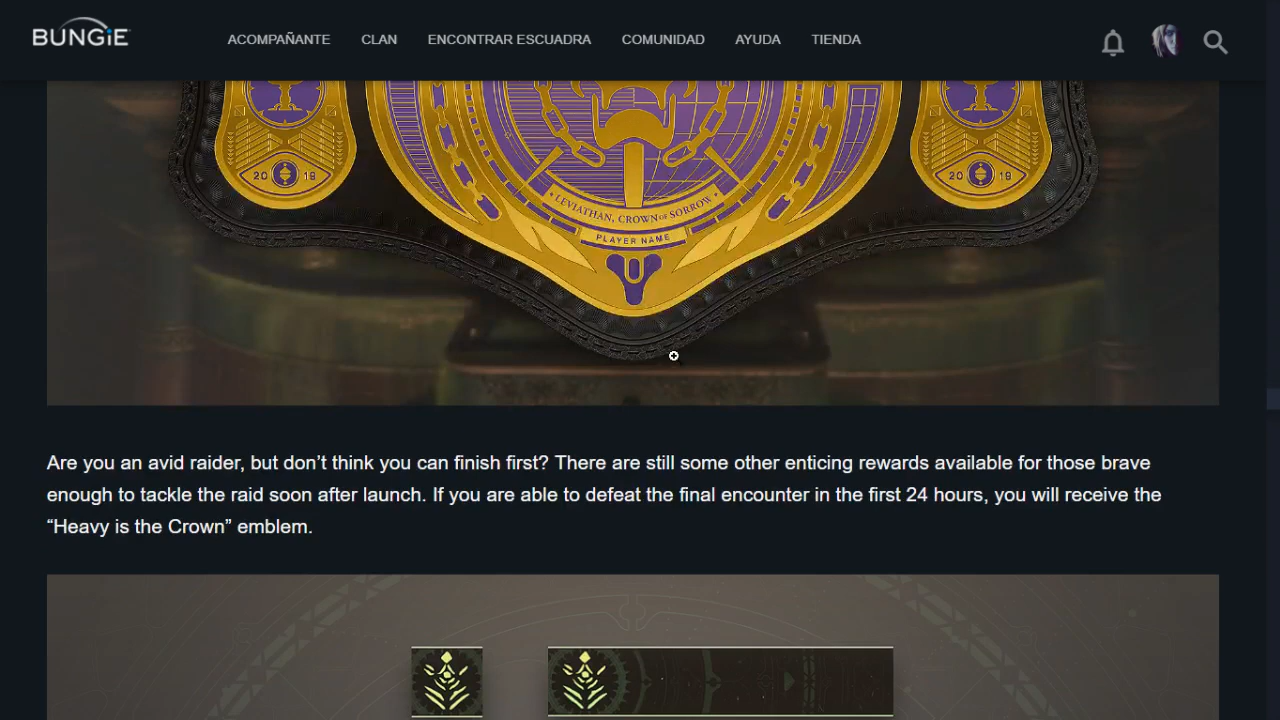 BUNGiE
ACOMPAÑANTE CLAN ENCONTRAR ESCUADRA COMUNIDAD AYUDA TIENDA
20 19
20 19
LEVIATHAN, CROWN OF SORROW
PLAYER NAME
Are you an avid raider, but don’t think you can finish first? There are still some other enticing rewards available for those brave
enough to tackle the raid soon after launch. If you are able to defeat the final encounter in the first 24 hours, you will receive the
“Heavy is the Crown” emblem.